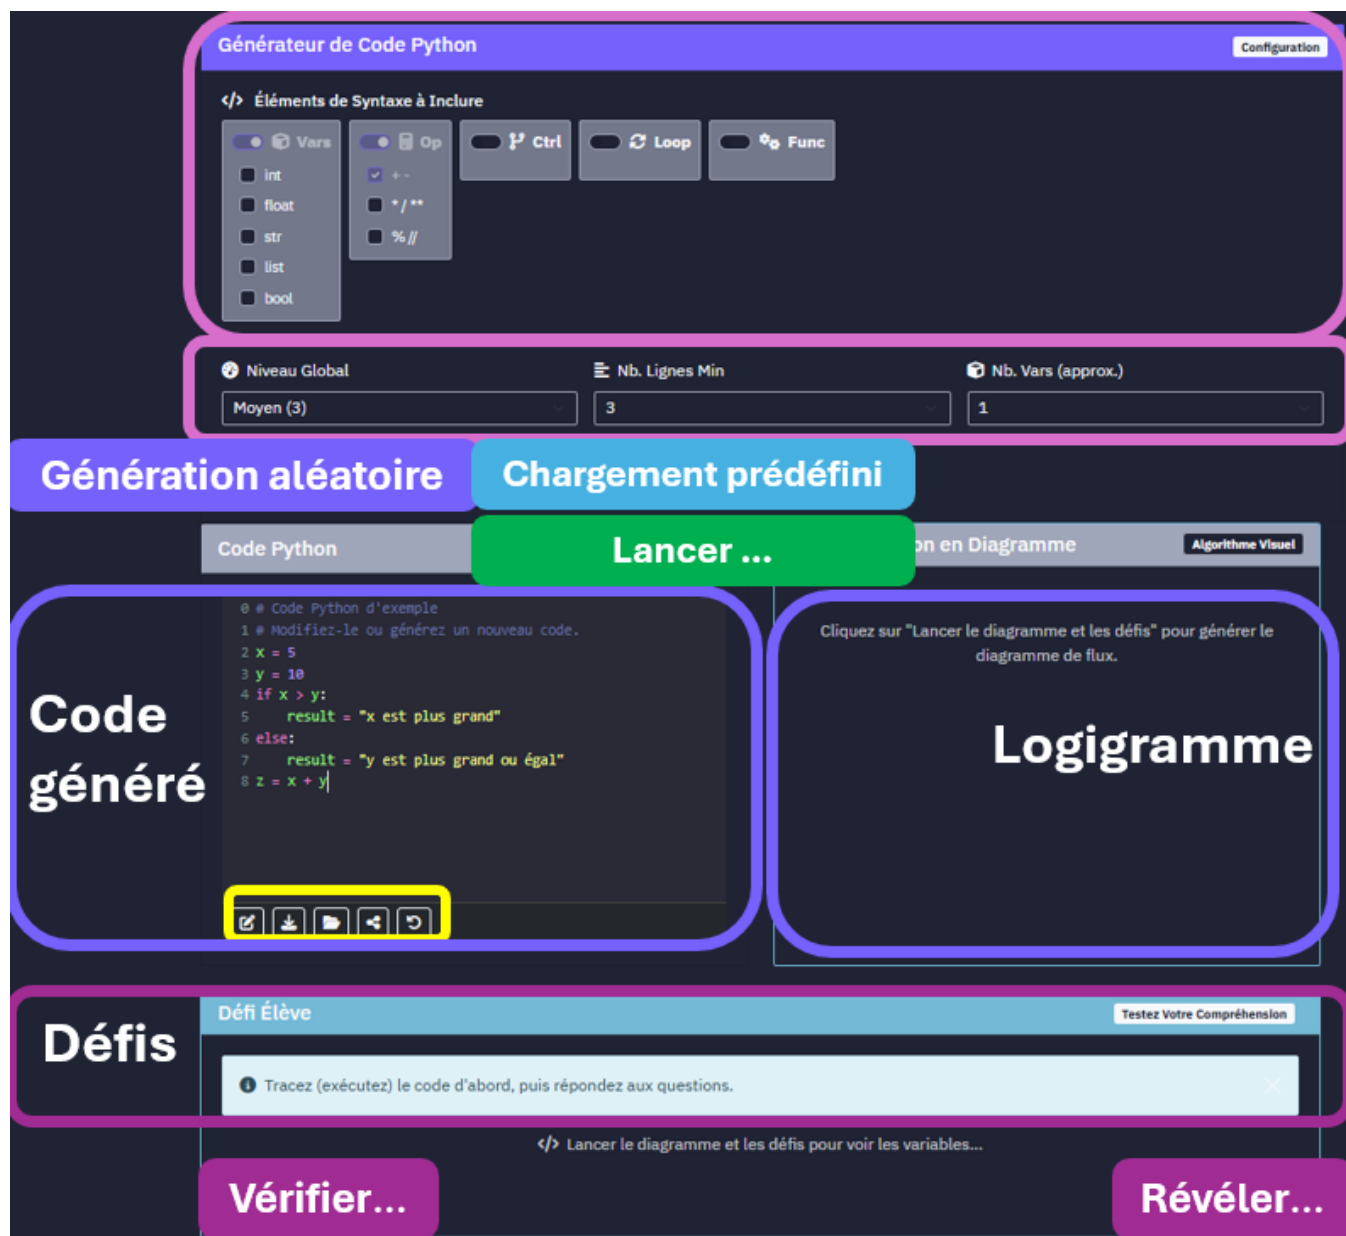 Générateur de Code Python
Configuration
</> Éléments de Syntaxe à Inclure
Vars
int
float
str
list
bool
Op
+ -
* / **
% //
Ctrl
Loop
Func
Niveau Global
Moyen (3)
Nb. Lignes Min
3
Nb. Vars (approx.)
1
Génération aléatoire
Chargement prédéfini
Lancer ...
Code Python
on en Diagramme
Algorithme Visuel
Code
généré
0 # Code Python d'exemple
1 # Modifiez-le ou générez un nouveau code.
2 x = 5
3 y = 10
4 if x > y:
5 result = "x est plus grand"
6 else:
7 result = "y est plus grand ou égal"
8 z = x + y
Cliquez sur "Lancer le diagramme et les défis" pour générer le
diagramme de flux.
Logigramme
Défis
Défi Élève
Testez Votre Compréhension
Tracez (exécutez) le code d'abord, puis répondez aux questions.
</> Lancer le diagramme et les défis pour voir les variables...
Vérifier...
Révéler...